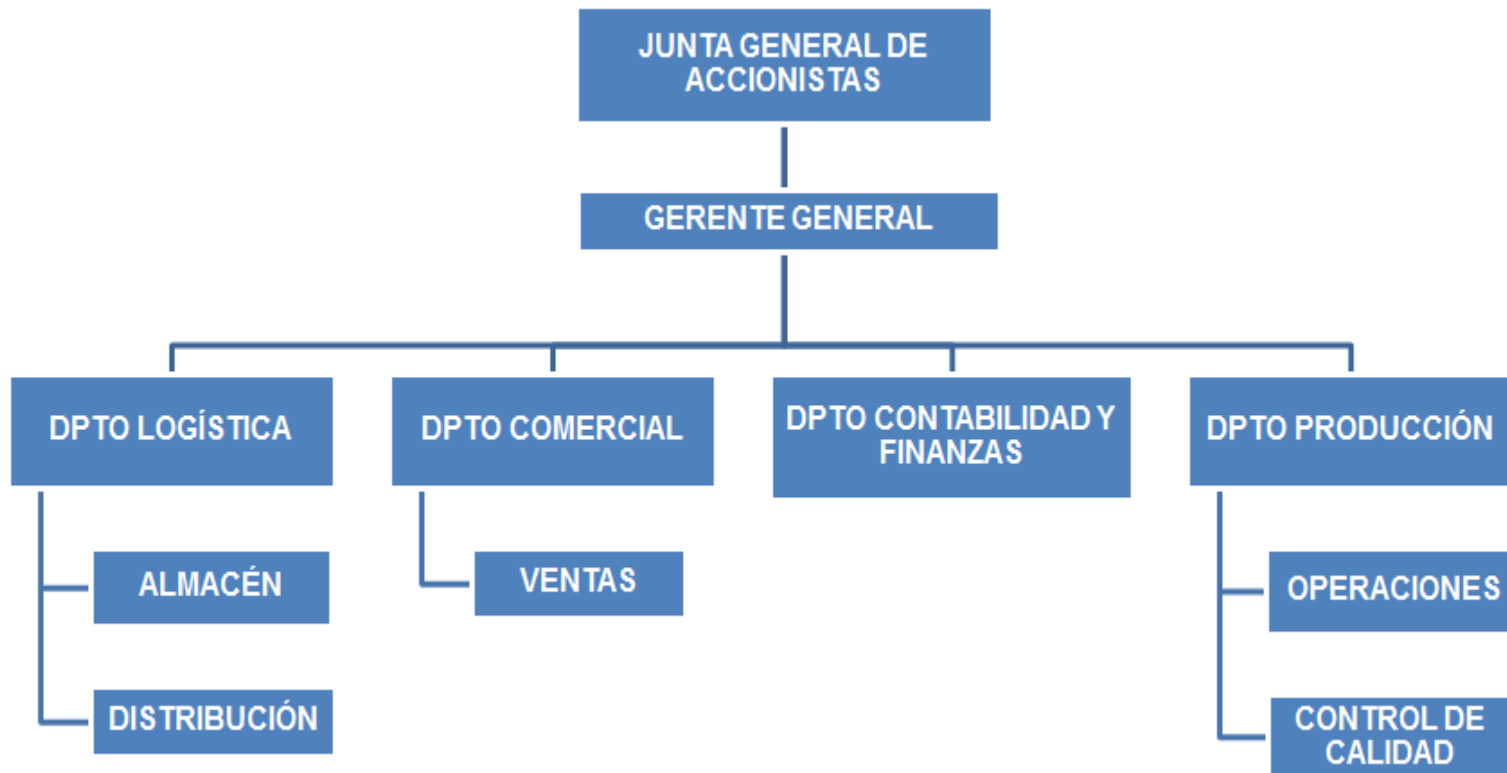 JUNTA GENERAL DE
ACCIONISTAS
GERENTE GENERAL
DPTO LOGÍSTICA
DPTO COMERCIAL
DPTO CONTABILIDAD Y
FINANZAS
DPTO PRODUCCIÓN
ALMACÉN
VENTAS
OPERACIONES
DISTRIBUCIÓN
CONTROL DE
CALIDAD